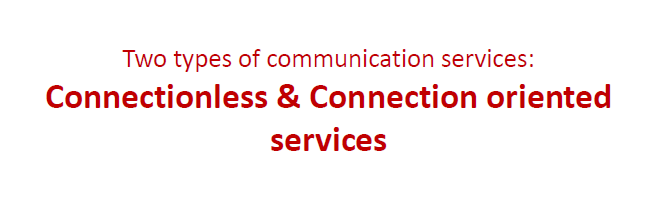 Two types of communication services:
Connectionless & Connection oriented
services